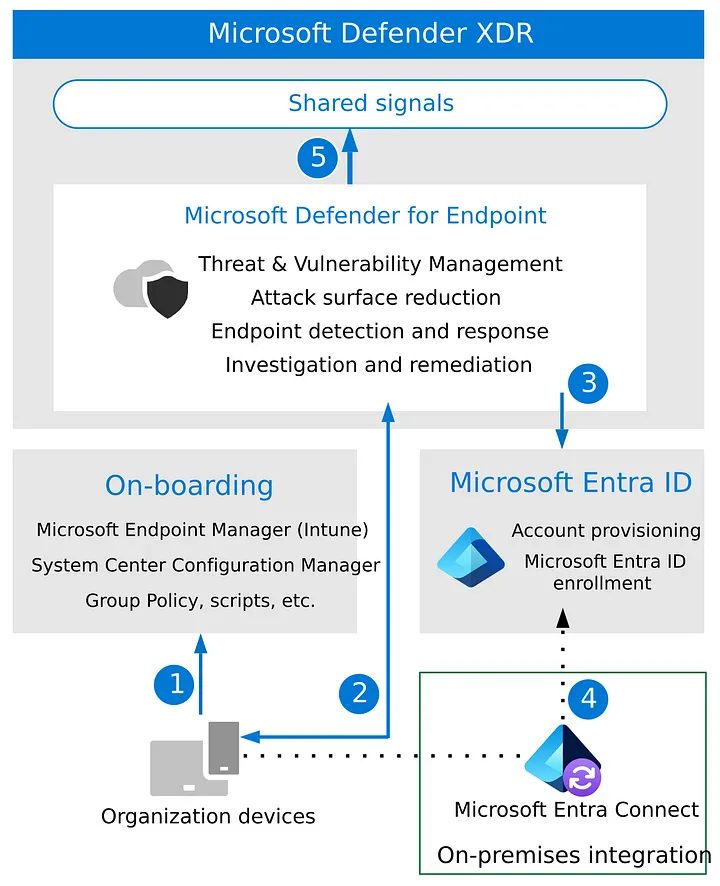 Microsoft Defender XDR
Shared signals
5
Microsoft Defender for Endpoint
Threat & Vulnerability Management
Attack surface reduction
Endpoint detection and response
Investigation and remediation
3
On-boarding
Microsoft Endpoint Manager (Intune)
System Center Configuration Manager
Group Policy, scripts, etc.
Microsoft Entra ID
Account provisioning
Microsoft Entra ID
enrollment
1
2
4
Organization devices
Microsoft Entra Connect
On-premises integration